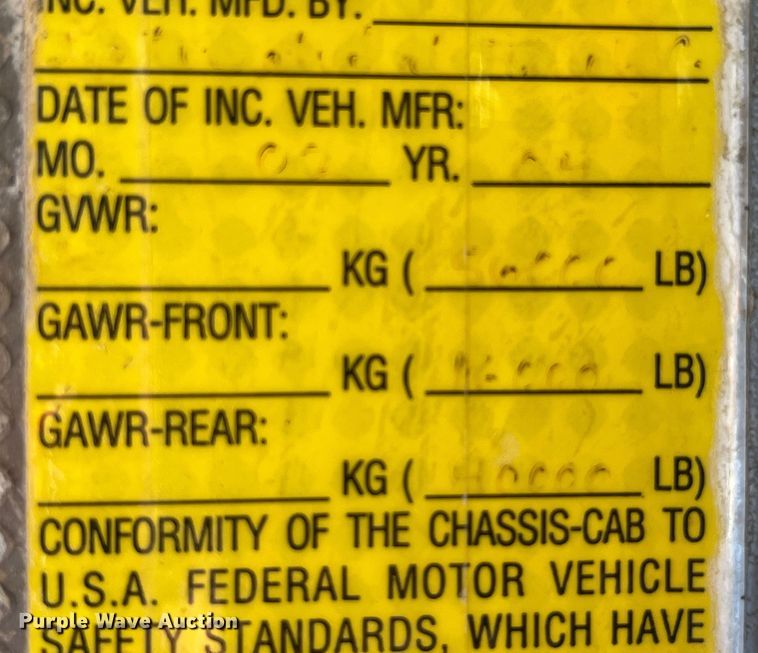 INC. VEH. MFD. BY:
DATE OF INC. VEH. MFR:
MO. YR. 04
GVWR:
KG ( LB)
GAWR-FRONT:
KG ( LB)
GAWR-REAR:
KG ( 40000 LB)
CONFORMITY OF THE CHASSIS-CAB TO
U.S.A. FEDERAL MOTOR VEHICLE
SAFETY STANDARDS, WHICH HAVE
Purple Wave Auction